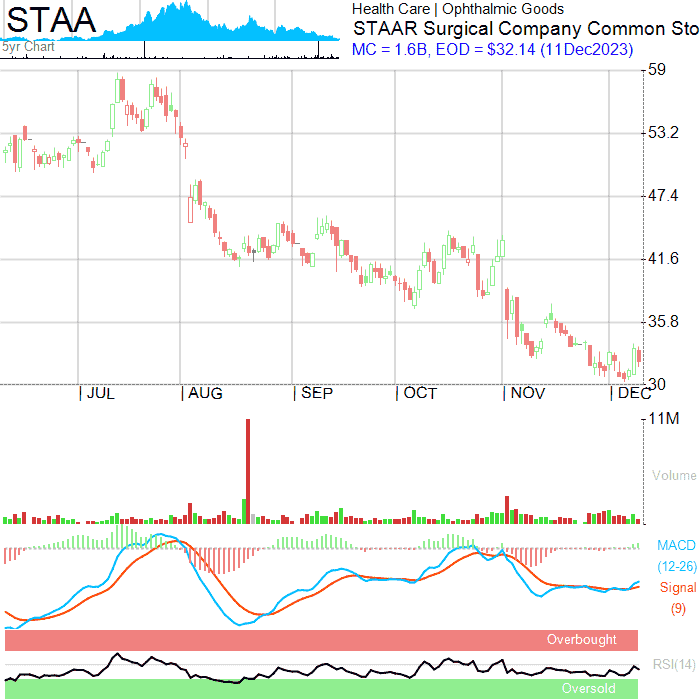 STAA
5yr Chart
Health Care | Ophthalmic Goods
STAAR Surgical Company Common Sto
MC = 1.6B, EOD = $32.14 (11Dec2023)
59
53.2
47.4
41.6
35.8
30
| JUL | AUG | SEP | OCT | NOV | DEC
11M
Volume
MACD
(12-26)
Signal
(9)
Overbought
RSI(14)
Oversold